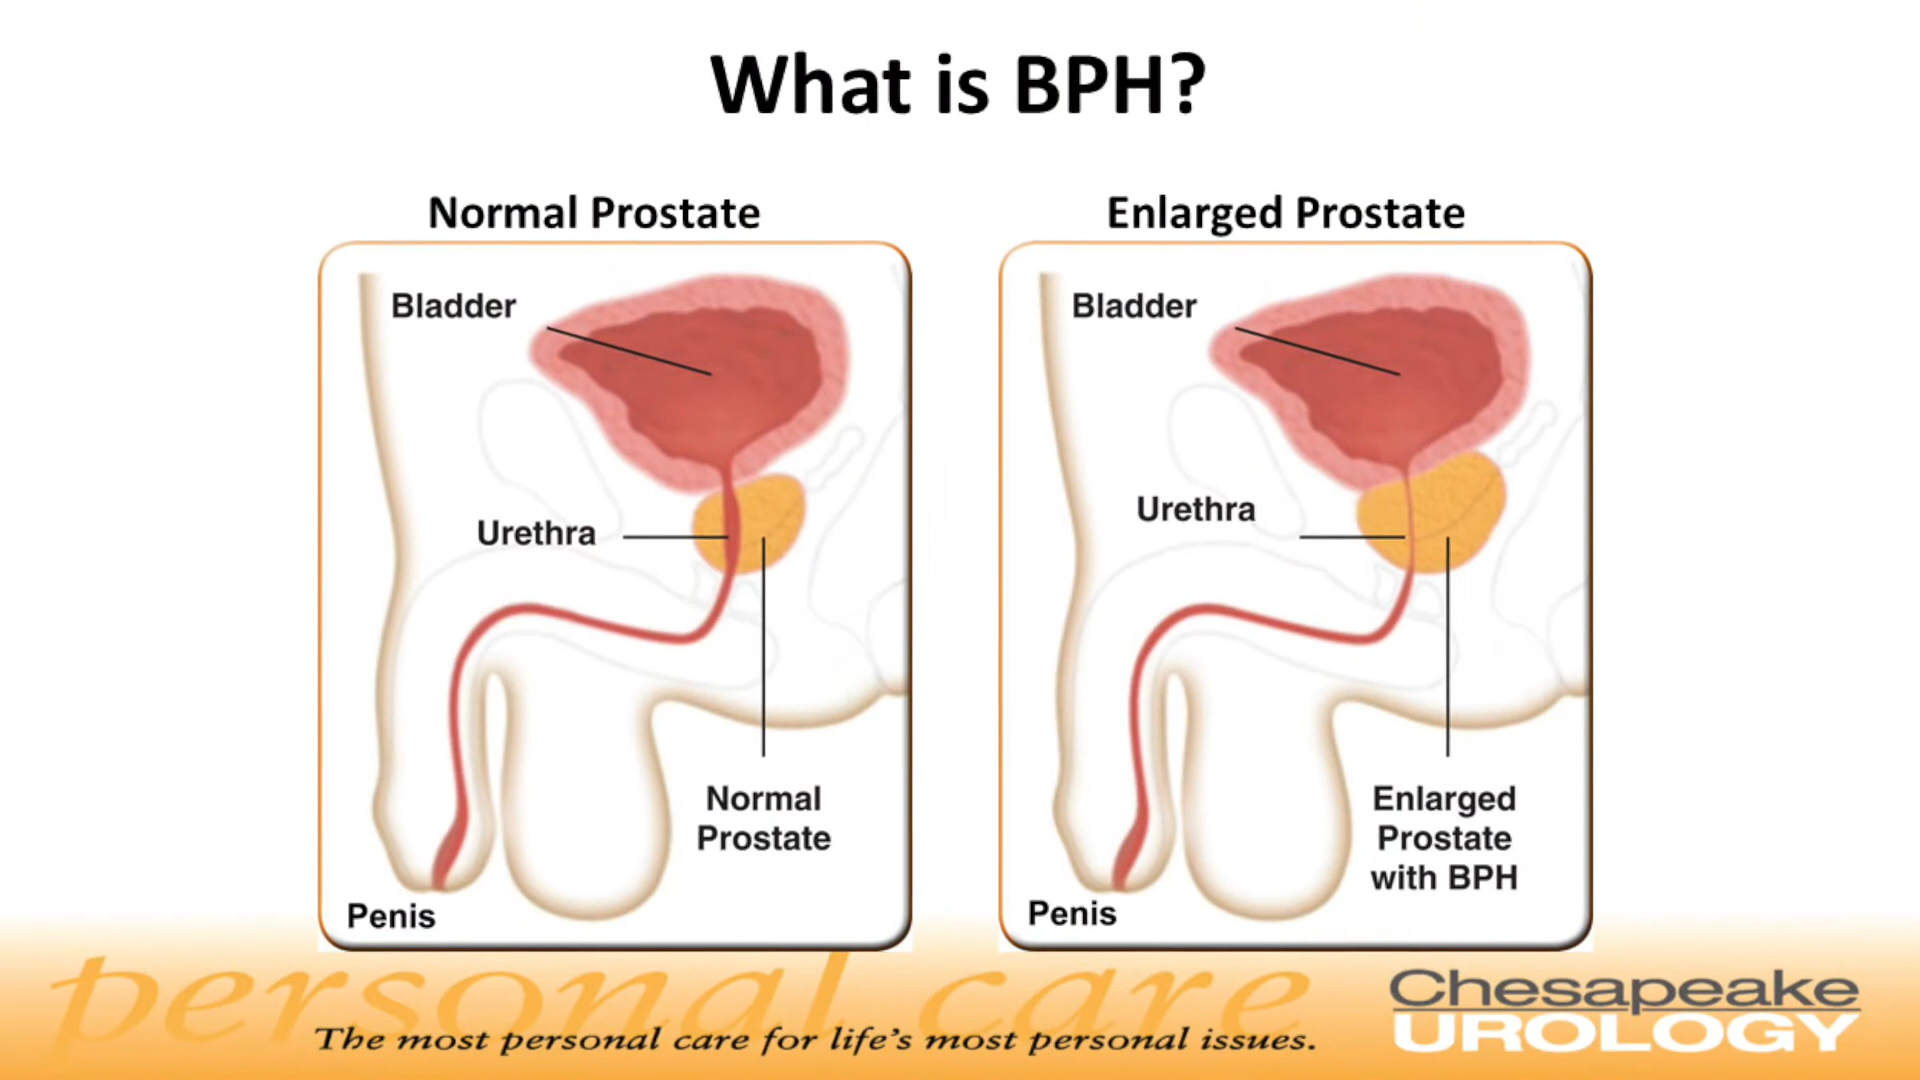 What is BPH?
Normal Prostate
Bladder
Urethra
Normal
Prostate
Penis
Enlarged Prostate
Bladder
Urethra
Enlarged
Prostate
with BPH
Penis
personal care
The most personal care for life's most personal issues.
Chesapeake
UROLOGY